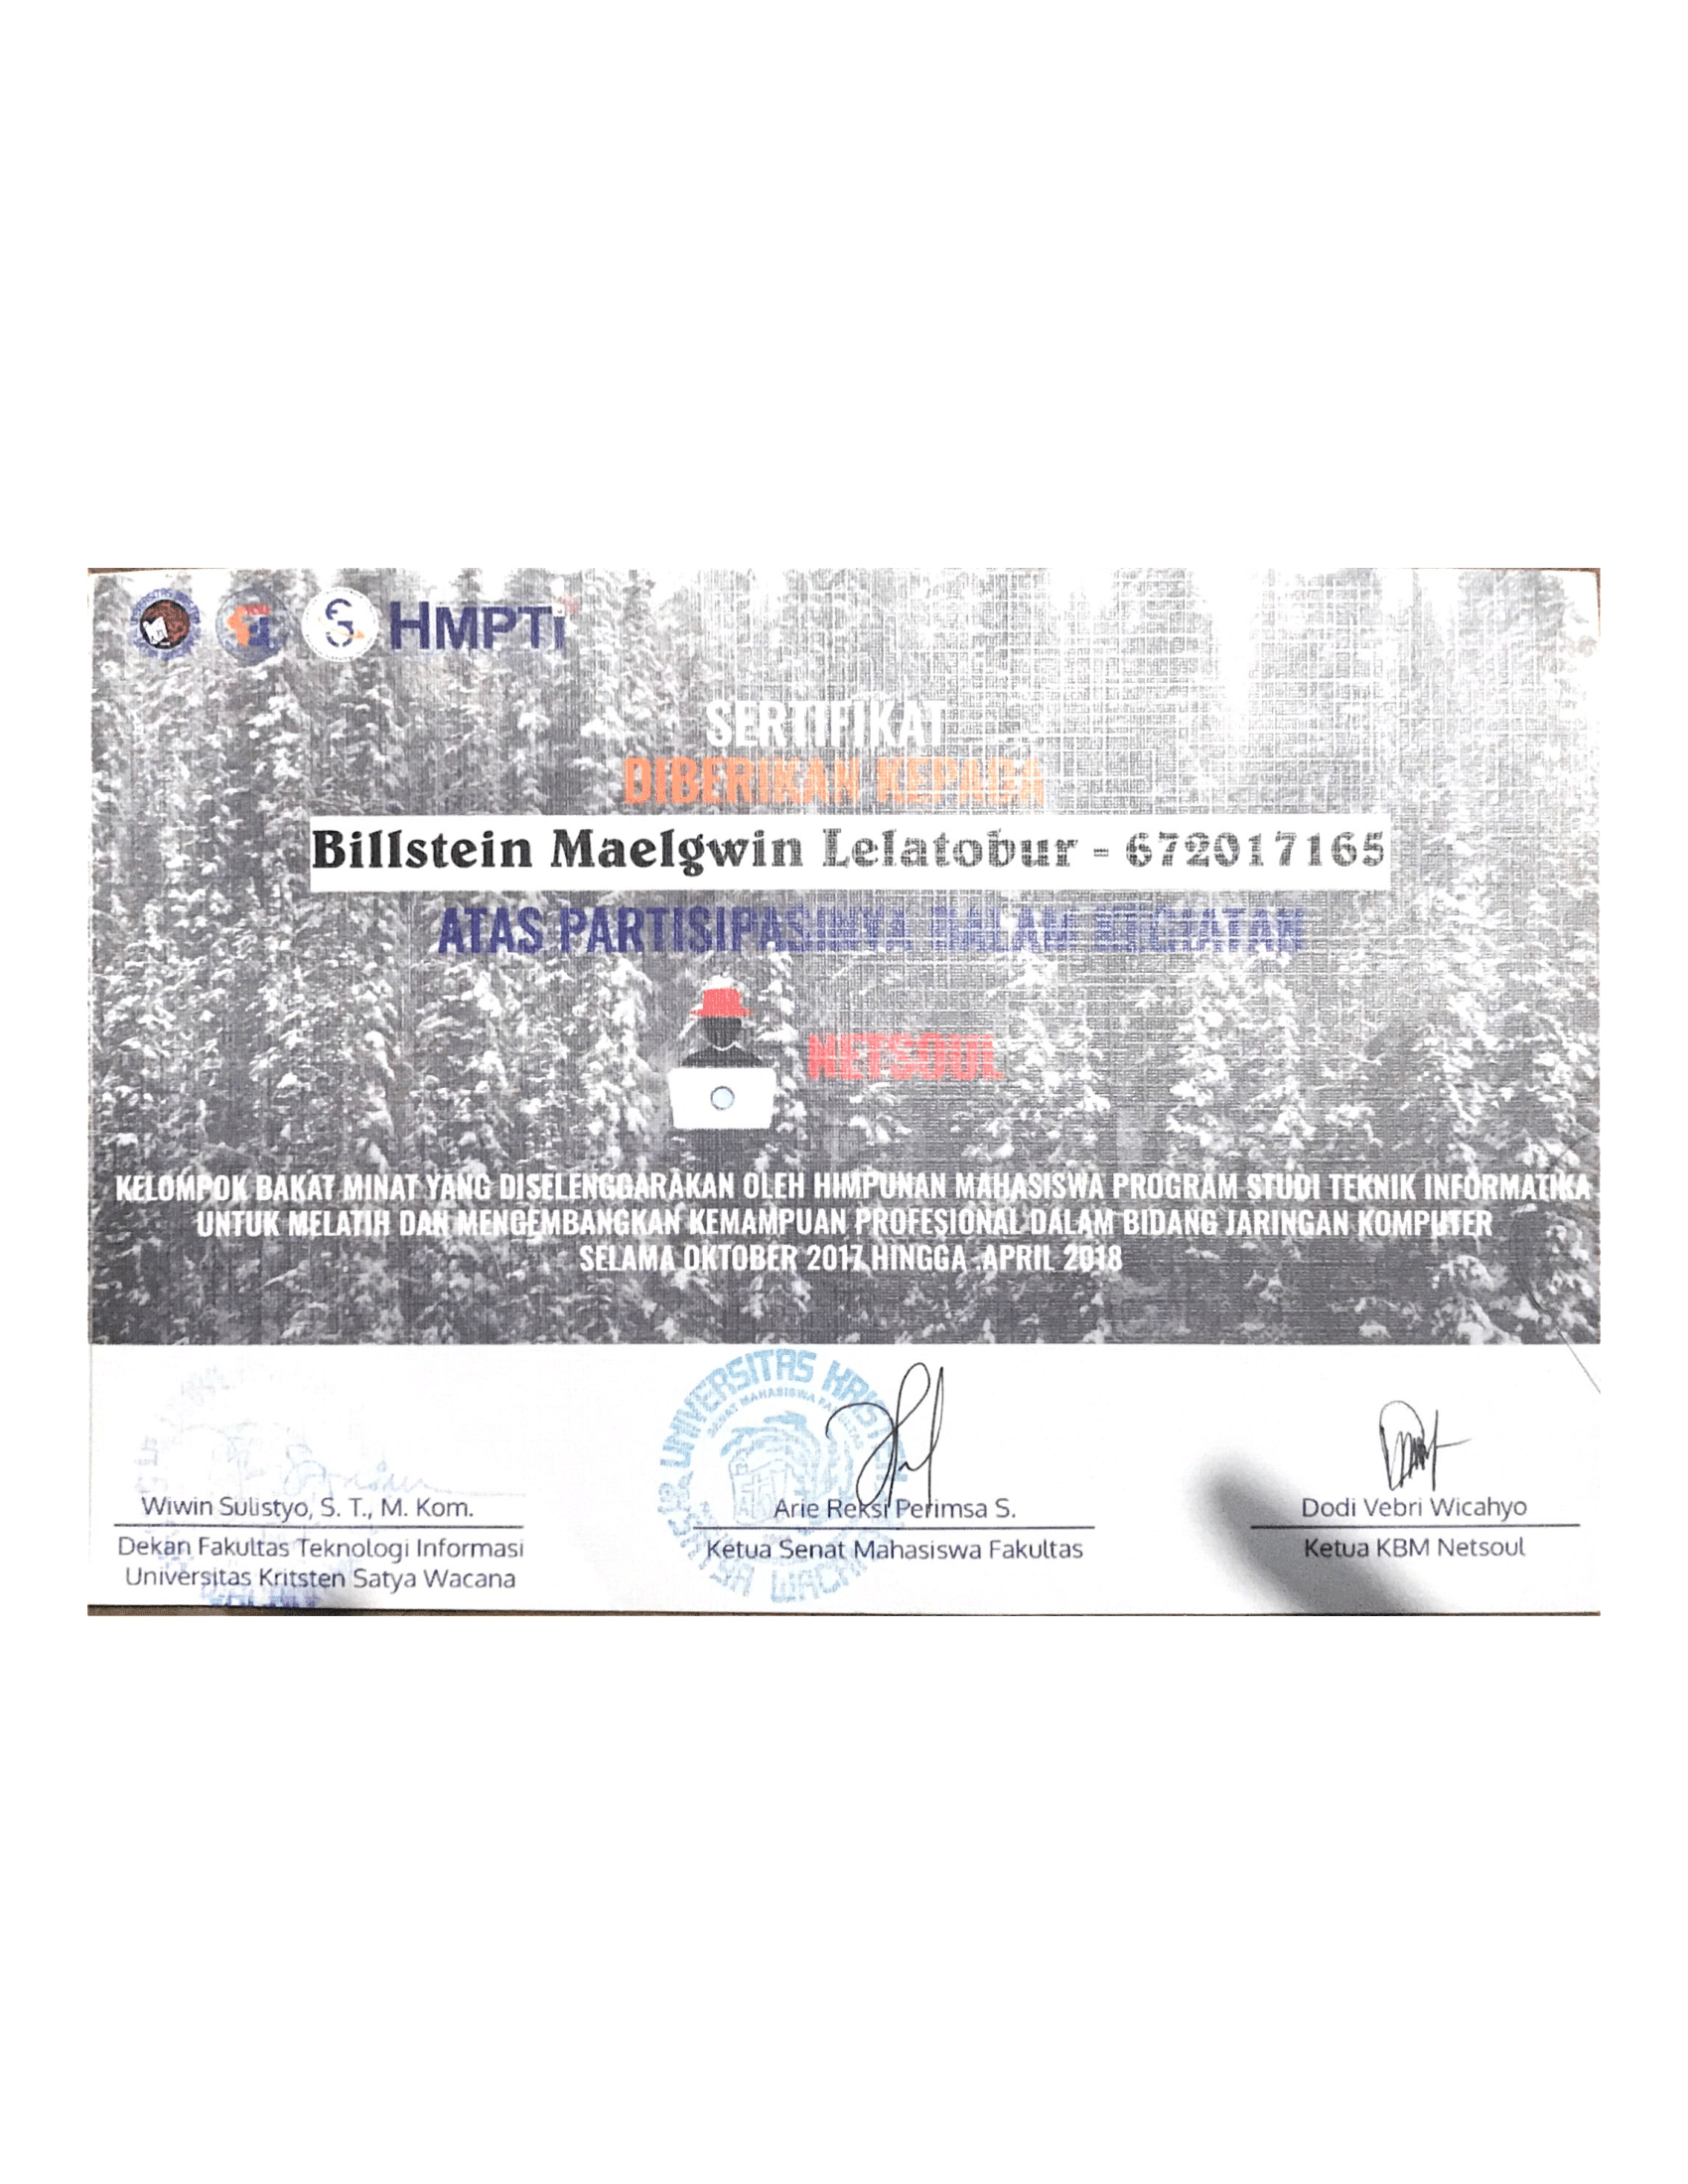 HMPTi
SERTIFIKAT
DIBERIKAN KEPADA
Billstein Maelgwin Lelatobur - 672017165
ATAS PARTISIPASINYA DALAM KEGIATAN
NETSOUL
KELOMPOK BAKAT MINAT YANG DISELENGGARAKAN OLEH HIMPUNAN MAHASISWA PROGRAM STUDI TEKNIK INFORMATIKA
UNTUK MELATIH DAN MENGEMBANGKAN KEMAMPUAN PROFESIONAL DALAM BIDANG JARINGAN KOMPUTER
SELAMA OKTOBER 2017 HINGGA .APRIL 2018
UNIVERSITAS KRISTEN
SATYA WACANA
Wiwin Sulistyo, S. T., M. Kom.
Dekan Fakultas Teknologi Informasi
Universitas Kritsten Satya Wacana
Arie Reksi Perimsa S.
Ketua Senat Mahasiswa Fakultas
Dodi Vebri Wicahyo
Ketua KBM Netsoul